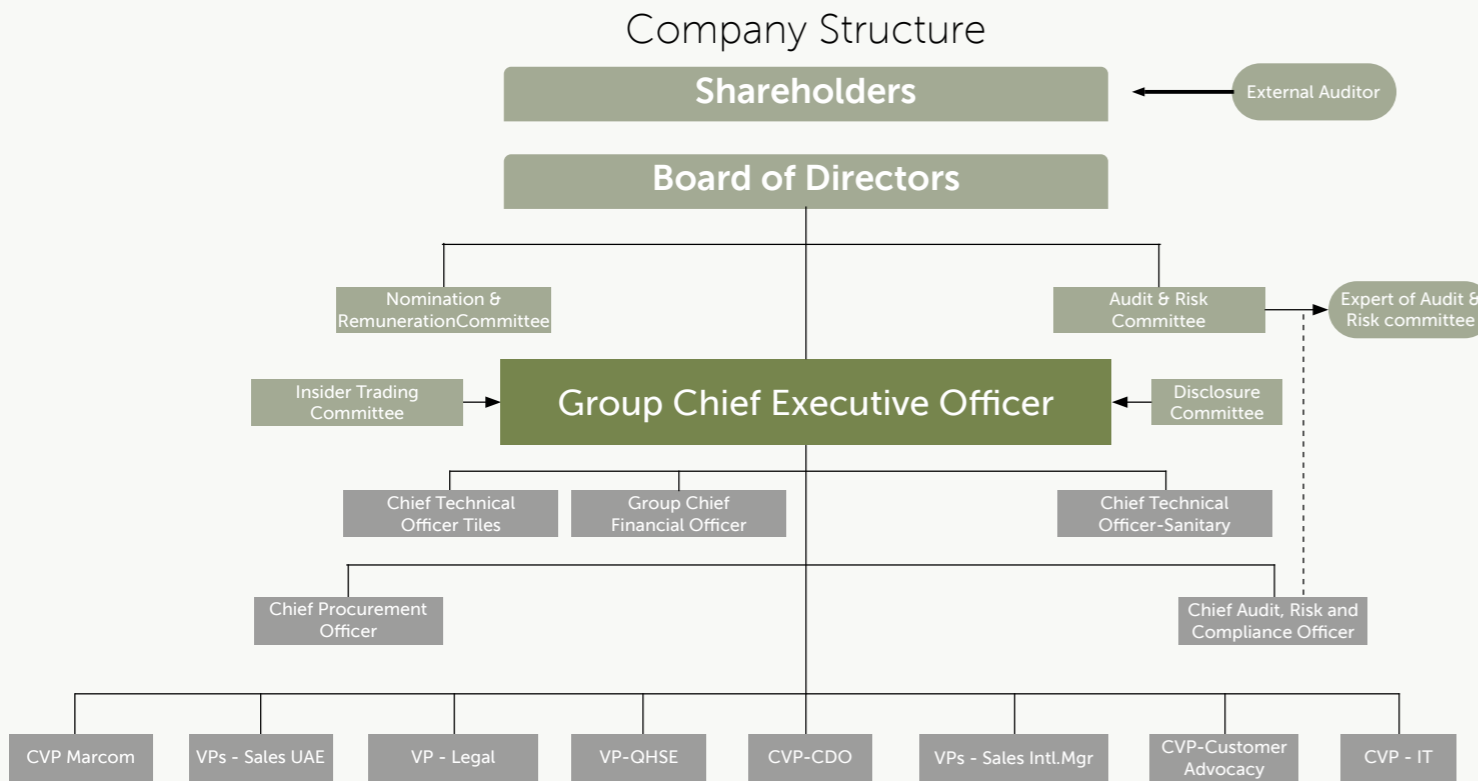 Company Structure
Shareholders
External Auditor
Board of Directors
Nomination &
RemunerationCommittee
Audit & Risk
Committee
Expert of Audit &
Risk committee
Insider Trading
Committee
Group Chief Executive Officer
Disclosure
Committee
Chief Technical
Officer Tiles
Group Chief
Financial Officer
Chief Technical
Officer-Sanitary
Chief Procurement
Officer
Chief Audit, Risk and
Compliance Officer
CVP Marcom
VPs - Sales UAE
VP - Legal
VP-QHSE
CVP-CDO
VPs - Sales Intl.Mgr
CVP-Customer
Advocacy
CVP - IT